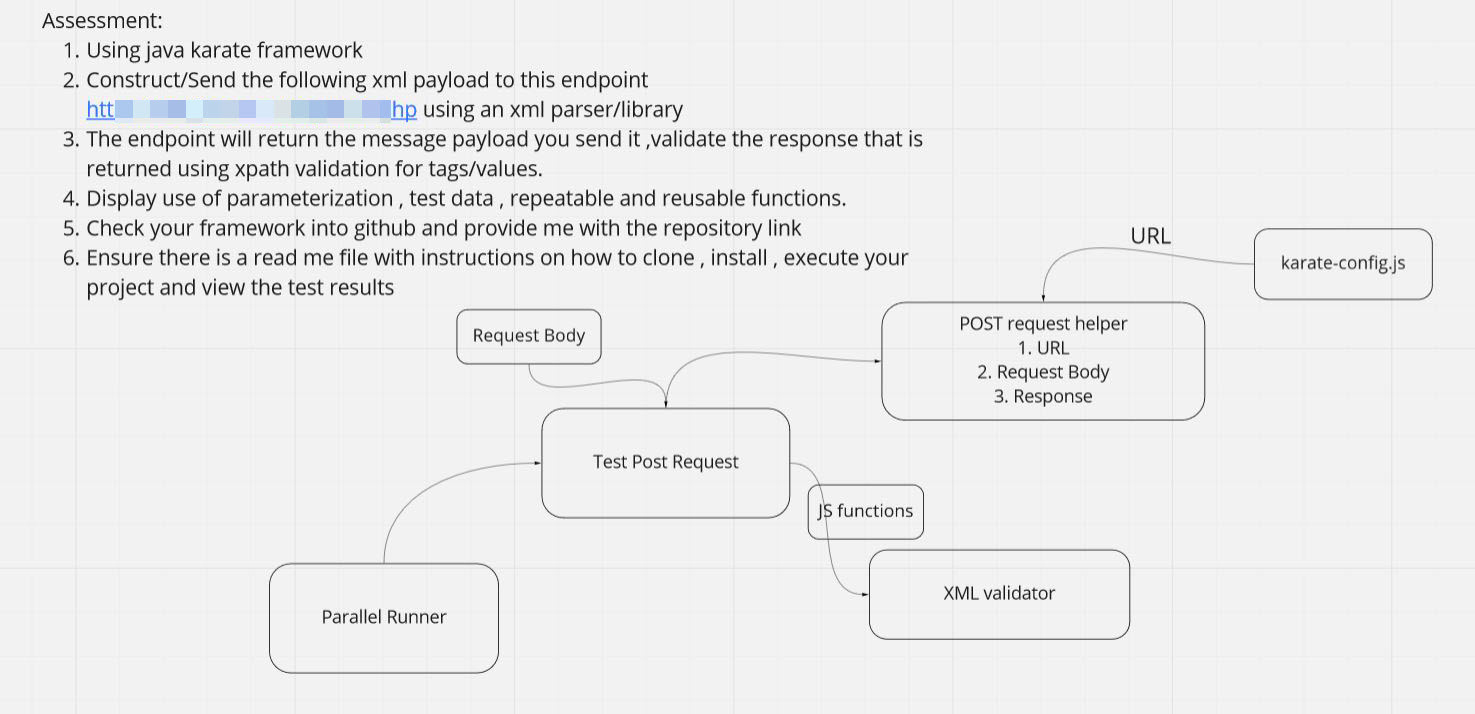 Assessment:
1. Using java karate framework
2. Construct/Send the following xml payload to this endpoint
htt hp using an xml parser/library
3. The endpoint will return the message payload you send it ,validate the response that is
returned using xpath validation for tags/values.
4. Display use of parameterization , test data , repeatable and reusable functions.
5. Check your framework into github and provide me with the repository link
6. Ensure there is a read me file with instructions on how to clone , install , execute your
project and view the test results
URL
karate-config.js
Request Body
POST request helper
1. URL
2. Request Body
3. Response
Test Post Request
JS functions
XML validator
Parallel Runner